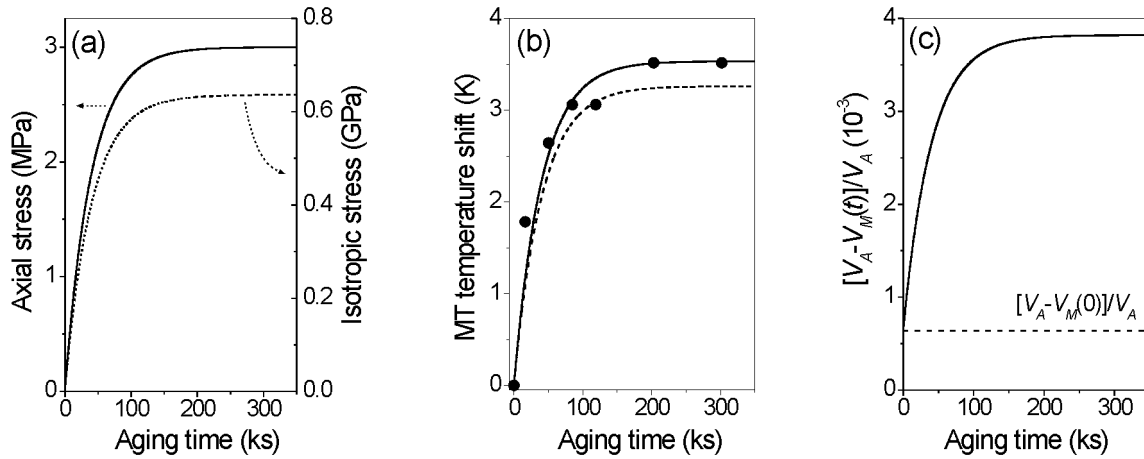 (a)
3
2
1
0
Axial stress (MPa)
0.8
0.6
0.4
0.2
0.0
Isotropic stress (GPa)
0 100 200 300
Aging time (ks)
(b)
4
3
2
1
0
MT temperature shift (K)
0 100 200 300
Aging time (ks)
(c)
4
3
2
1
0
[V_A-V_M(t)]/V_A (10^-3)
[V_A-V_M(0)]/V_A
0 100 200 300
Aging time (ks)